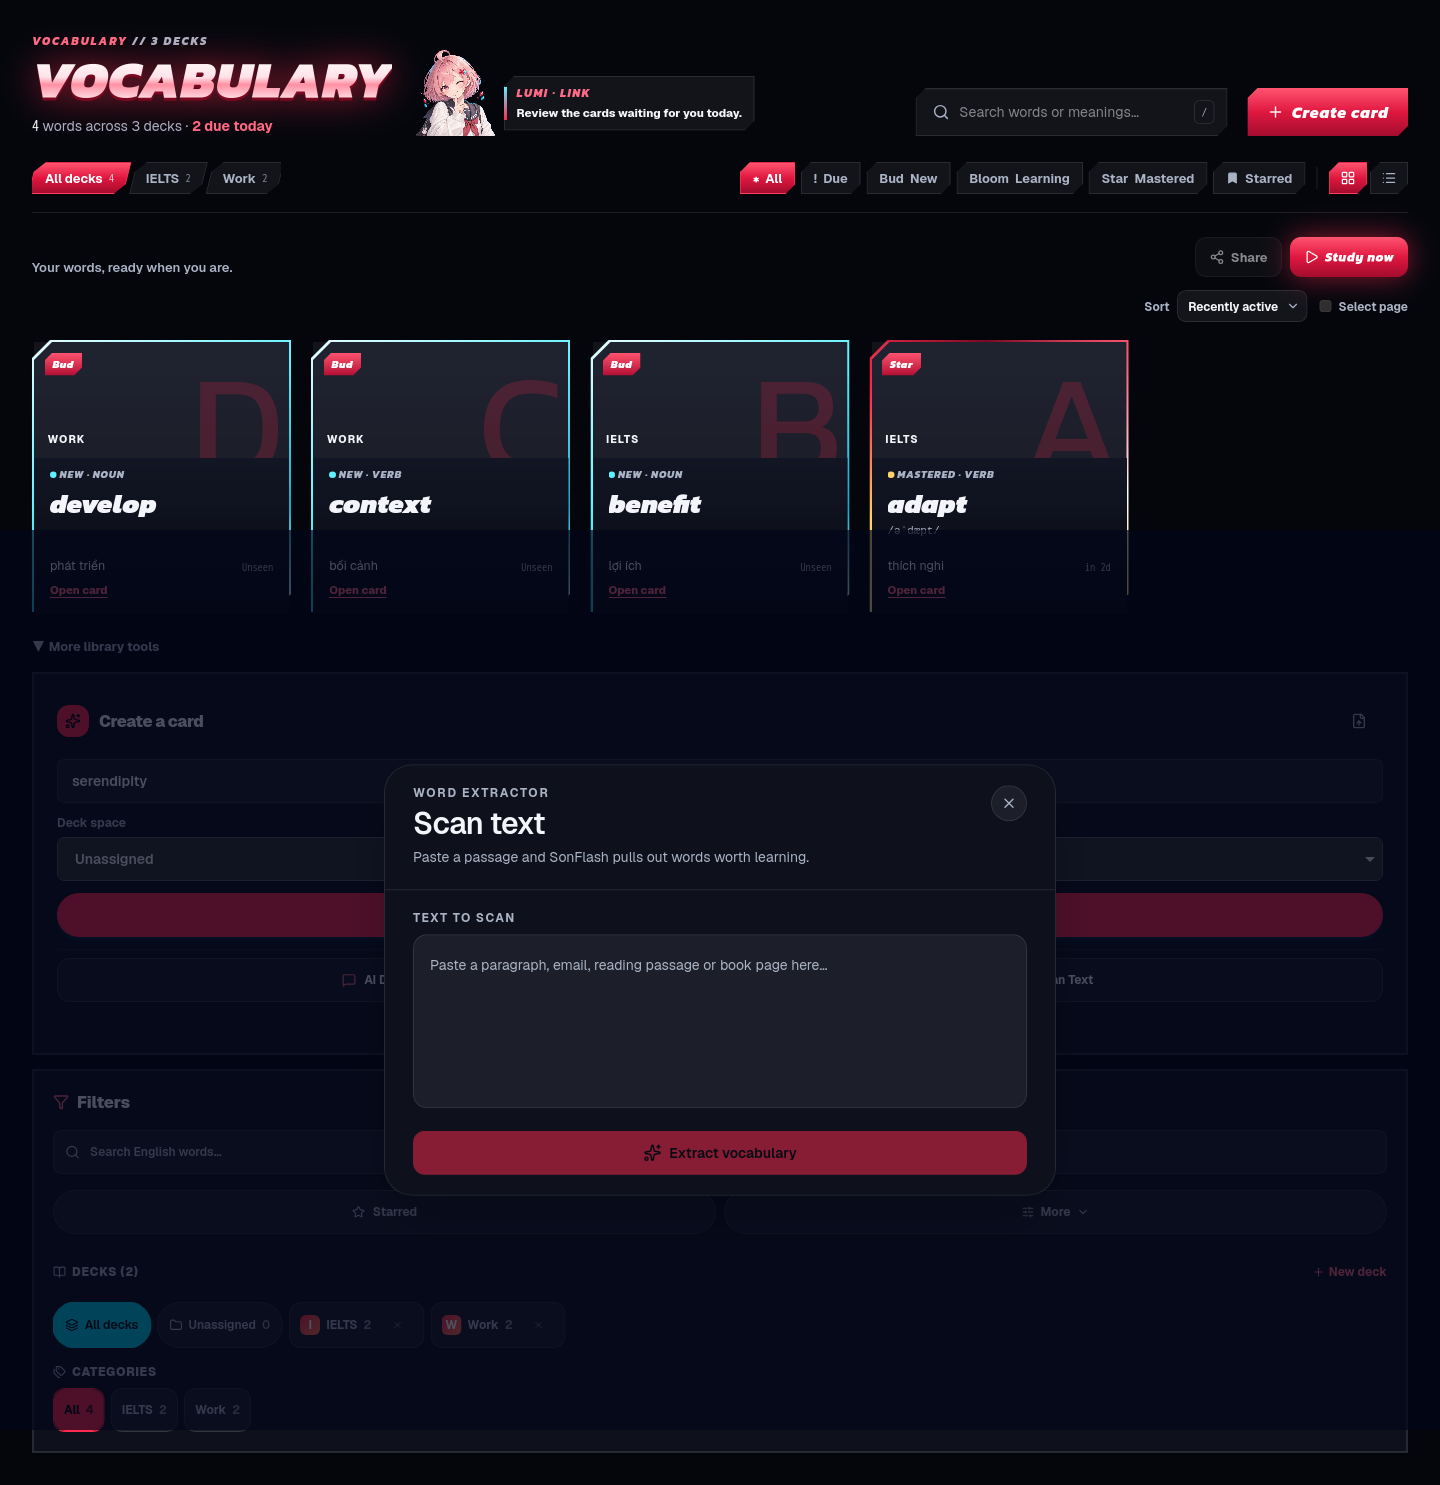 VOCABULARY // 3 DECKS
VOCABULARY
4 words across 3 decks · 2 due today
LUMI · LINK
Review the cards waiting for you today.
Search words or meanings... /
+ Create card
All decks 4
IELTS 2
Work 2
All
! Due
Bud New
Bloom Learning
Star Mastered
Starred
Your words, ready when you are.
Share
Study now
Sort Recently active
Select page
Bud
D
WORK
NEW · NOUN
develop
phát triển
Unseen
Open card
Bud
C
WORK
NEW · VERB
context
bối cảnh
Unseen
Open card
Bud
B
IELTS
NEW · NOUN
benefit
lợi ích
Unseen
Open card
Star
A
IELTS
MASTERED · VERB
adapt
/əˈdæpt/
thích nghi
in 2d
Open card
▼ More library tools
Create a card
serendipity
Deck space
Unassigned
AI D
an Text
WORD EXTRACTOR
Scan text
Paste a passage and SonFlash pulls out words worth learning.
TEXT TO SCAN
Paste a paragraph, email, reading passage or book page here...
Extract vocabulary
Filters
Search English words...
Starred
More
DECKS (2)
+ New deck
All decks
Unassigned 0
I IELTS 2 ×
W Work 2 ×
CATEGORIES
All 4
IELTS 2
Work 2